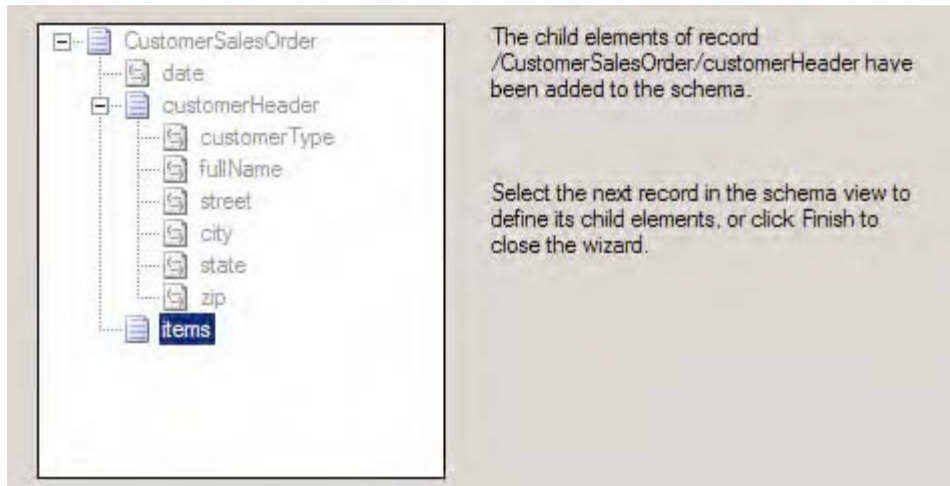 CustomerSalesOrder
date
customerHeader
customerType
fullName
street
city
state
zip
items
The child elements of record
/CustomerSalesOrder/customerHeader have
been added to the schema.
Select the next record in the schema view to
define its child elements, or click Finish to
close the wizard.